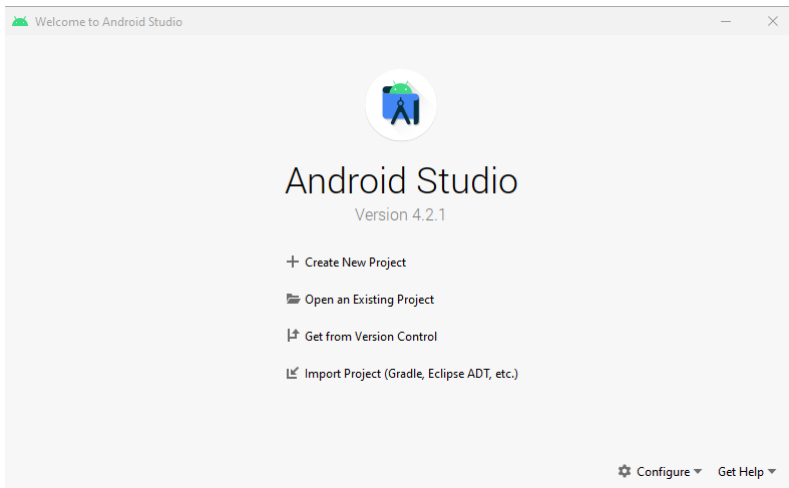 Welcome to Android Studio
Android Studio
Version 4.2.1
Create New Project
Open an Existing Project
Get from Version Control
Import Project (Gradle, Eclipse ADT, etc.)
Configure Get Help